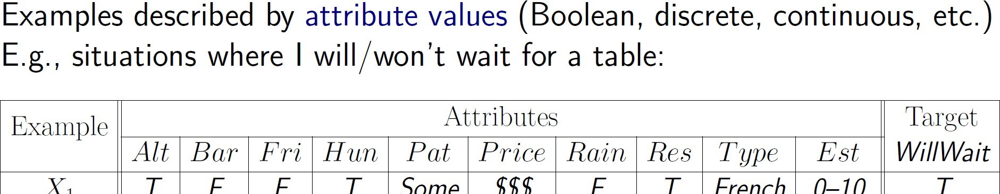 Examples described by attribute values (Boolean, discrete, continuous, etc.)
E.g., situations where I will/won't wait for a table:
Example Attributes Target
Alt Bar Fri Hun Pat Price Rain Res Type Est WillWait
X₁ T F F T Some $$$ F T French 0–10 T